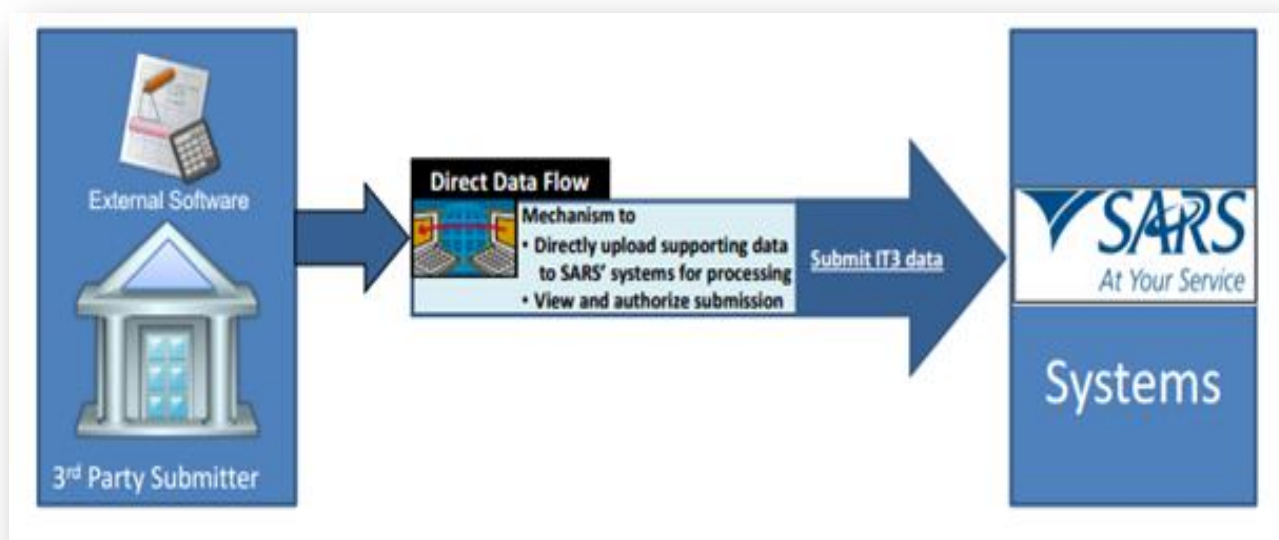 External Software
3rd Party Submitter
Direct Data Flow
Mechanism to
• Directly upload supporting data
to SARS' systems for processing
• View and authorize submission
Submit IT3 data
SARS
At Your Service
Systems